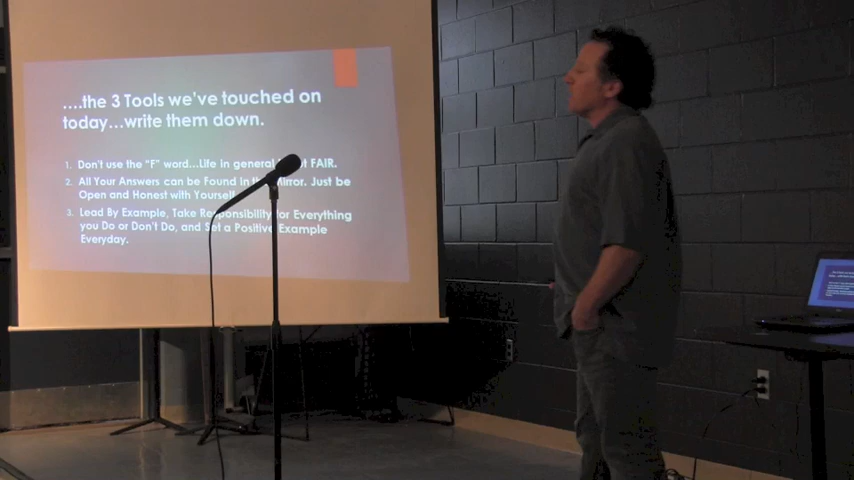 ....the 3 Tools we've touched on
today...write them down.
1. Don't use the "F" word...Life in general FAIR.
2. All Your Answers can be Found in Mirror. Just be
Open and Honest with Yourself
3. Lead By Example, Take Responsibility for Everything
you Do or Don't Do, and Set a Positive Example
Everyday.